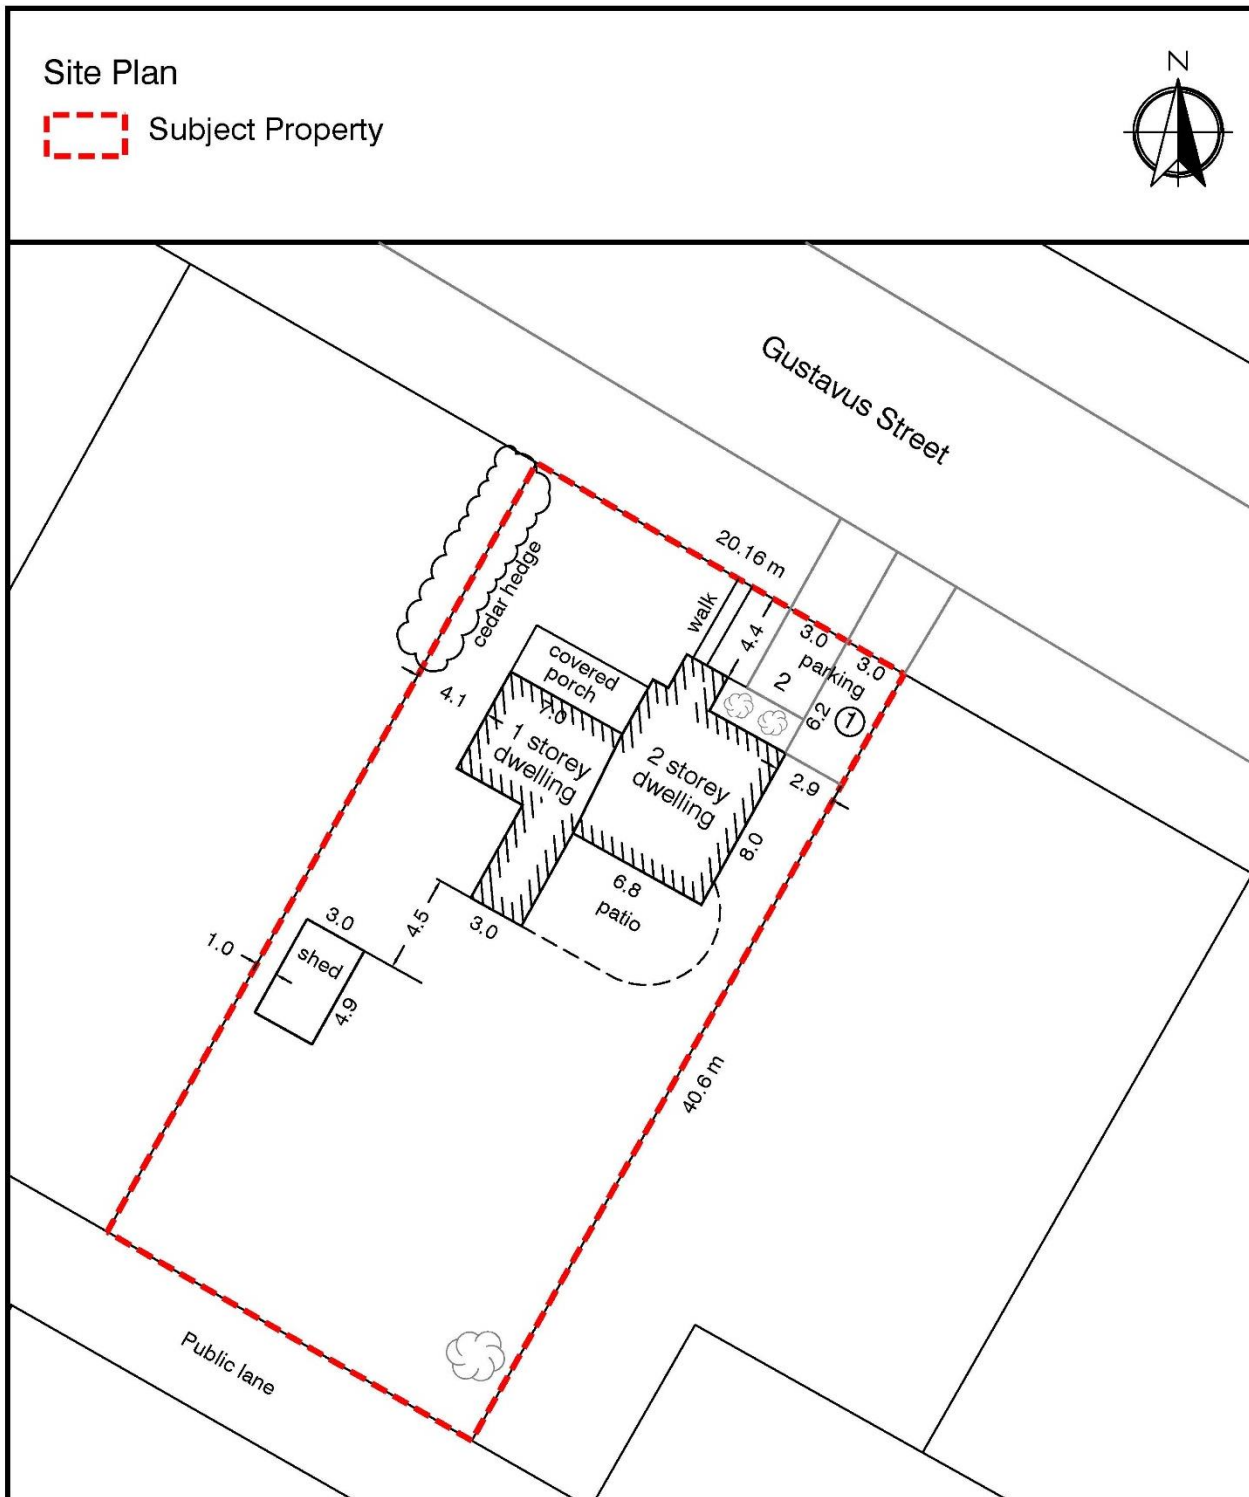 Site Plan
N
Subject Property
Gustavus Street
20.16 m
cedar hedge
walk
4.4
3.0
3.0
parking
2
6.2
1
covered
porch
4.1
7.0
1 storey
dwelling
2 storey
dwelling
2.9
8.0
6.8
patio
4.5
3.0
3.0
1.0
shed
4.9
40.6 m
Public lane